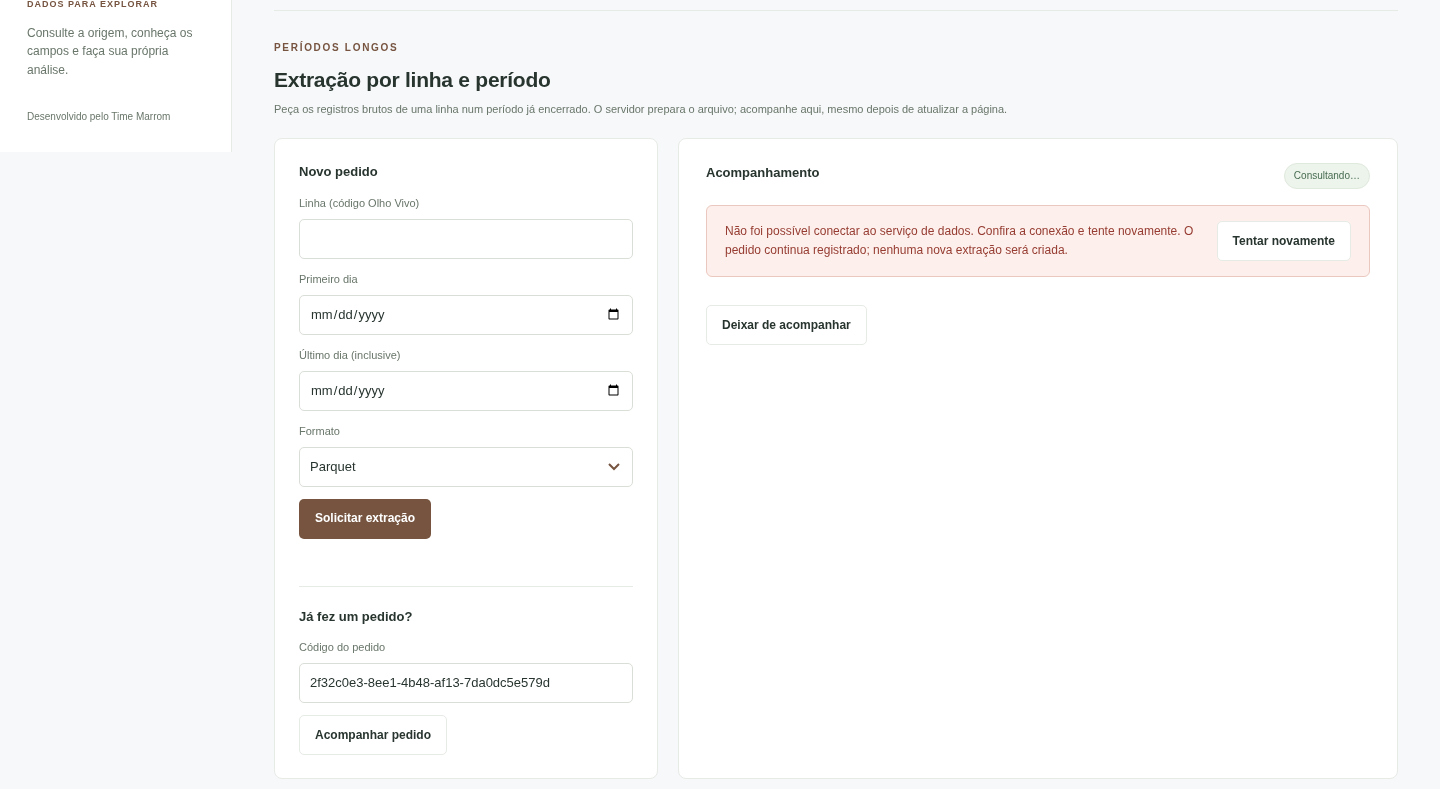 DADOS PARA EXPLORAR
Consulte a origem, conheça os
campos e faça sua própria
análise.
Desenvolvido pelo Time Marrom
PERÍODOS LONGOS
Extração por linha e período
Peça os registros brutos de uma linha num período já encerrado. O servidor prepara o arquivo; acompanhe aqui, mesmo depois de atualizar a página.
Novo pedido
Linha (código Olho Vivo)
Primeiro dia
mm/dd/yyyy
Último dia (inclusive)
mm/dd/yyyy
Formato
Parquet
Solicitar extração
Já fez um pedido?
Código do pedido
2f32c0e3-8ee1-4b48-af13-7da0dc5e579d
Acompanhar pedido
Acompanhamento
Consultando…
Não foi possível conectar ao serviço de dados. Confira a conexão e tente novamente. O
pedido continua registrado; nenhuma nova extração será criada.
Tentar novamente
Deixar de acompanhar